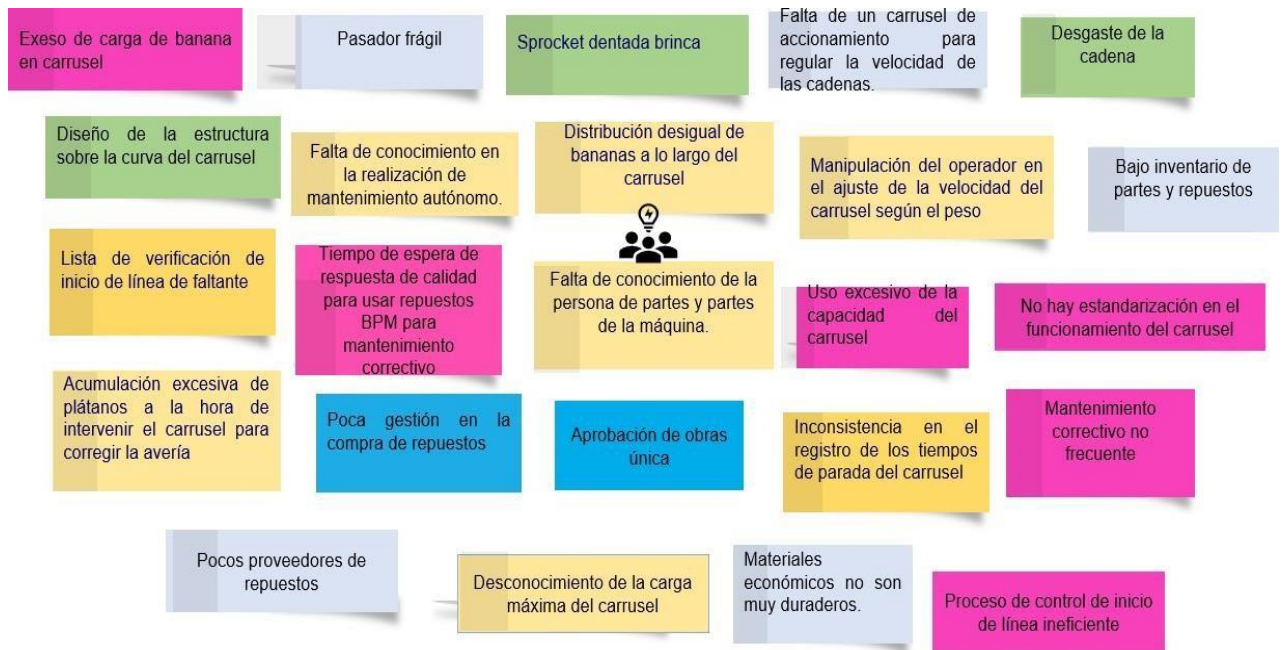 Exeso de carga de banana
en carrusel
Pasador frágil
Sprocket dentada brinca
Falta de un carrusel de
accionamiento para
regular la velocidad de
las cadenas.
Desgaste de la
cadena
Diseño de la estructura
sobre la curva del carrusel
Falta de conocimiento en
la realización de
mantenimiento autónomo.
Distribución desigual de
bananas a lo largo del
carrusel
Manipulación del operador en
el ajuste de la velocidad del
carrusel según el peso
Bajo inventario de
partes y repuestos
Lista de verificación de
inicio de línea de faltante
Tiempo de espera de
respuesta de calidad
para usar repuestos
BPM para
mantenimiento
correctivo
Falta de conocimiento de la
persona de partes y partes
de la máquina.
Uso excesivo de la
capacidad del
carrusel
No hay estandarización en el
funcionamiento del carrusel
Acumulación excesiva de
plátanos a la hora de
intervenir el carrusel para
corregir la avería
Poca gestión en la
compra de repuestos
Aprobación de obras
única
Inconsistencia en el
registro de los tiempos
de parada del carrusel
Mantenimiento
correctivo no
frecuente
Pocos proveedores de
repuestos
Desconocimiento de la carga
máxima del carrusel
Materiales
económicos no son
muy duraderos.
Proceso de control de inicio
de línea ineficiente